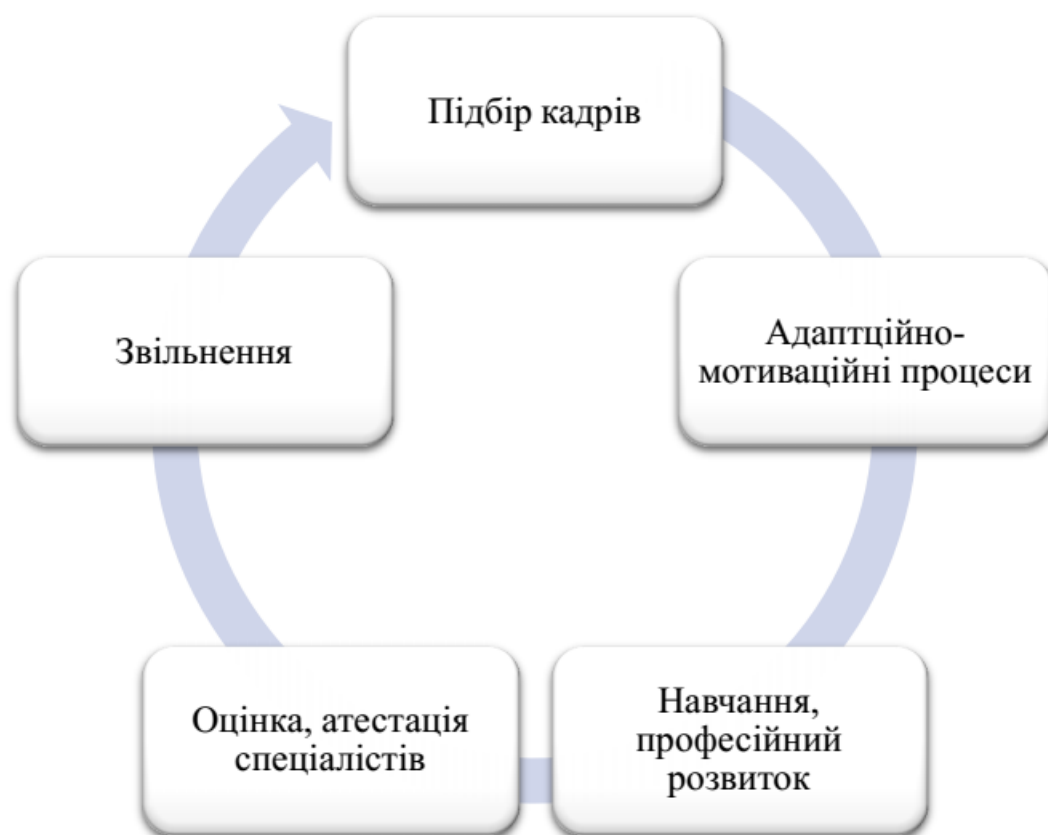 Підбір кадрів
Адаптційно-
мотиваційні процеси
Навчання,
професійний
розвиток
Оцінка, атестація
спеціалістів
Звільнення